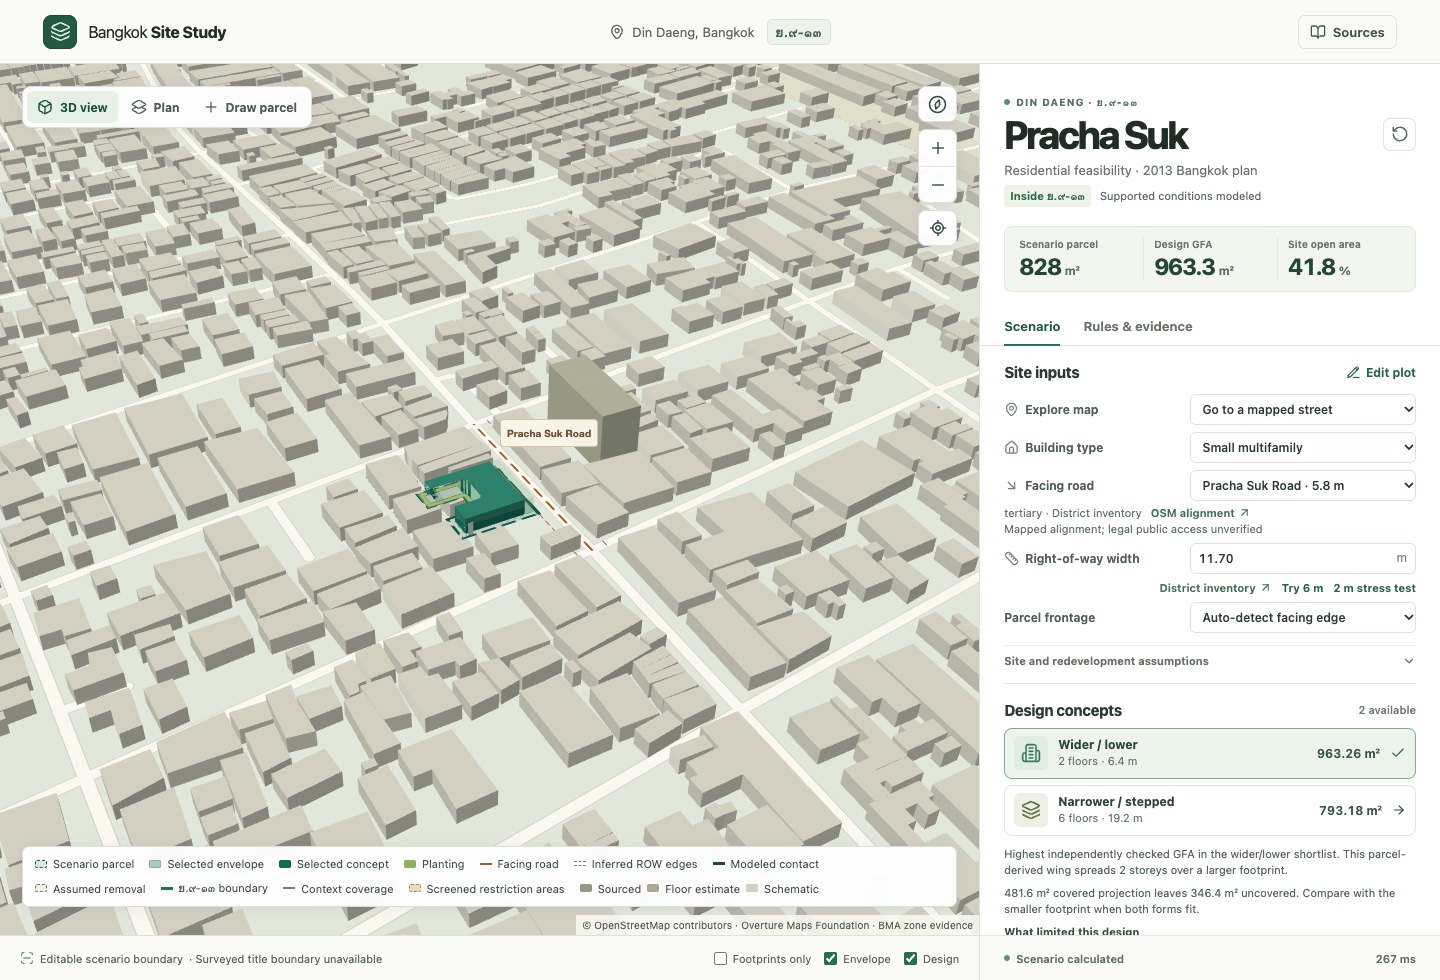 Bangkok Site Study
Din Daeng, Bangkok ย.๙-๑๓
Sources
3D view Plan Draw parcel
Pracha Suk Road
Scenario parcel Selected envelope Selected concept Planting Facing road Inferred ROW edges Modeled contact
Assumed removal ย.๙-๑๓ boundary Context coverage Screened restriction areas Sourced Floor estimate Schematic
© OpenStreetMap contributors · Overture Maps Foundation · BMA zone evidence
Editable scenario boundary · Surveyed title boundary unavailable
Footprints only Envelope Design
DIN DAENG · ย.๙-๑๓
Pracha Suk
Residential feasibility · 2013 Bangkok plan
Inside ย.๙-๑๓ Supported conditions modeled
Scenario parcel Design GFA Site open area
828 m² 963.3 m² 41.8 %
Scenario Rules & evidence
Site inputs Edit plot
Explore map Go to a mapped street
Building type Small multifamily
Facing road Pracha Suk Road · 5.8 m
tertiary · District inventory OSM alignment ↗
Mapped alignment; legal public access unverified
Right-of-way width 11.70 m
District inventory ↗ Try 6 m 2 m stress test
Parcel frontage Auto-detect facing edge
Site and redevelopment assumptions
Design concepts 2 available
Wider / lower
2 floors · 6.4 m
963.26 m²
Narrower / stepped
6 floors · 19.2 m
793.18 m²
Highest independently checked GFA in the wider/lower shortlist. This parcel-
derived wing spreads 2 storeys over a larger footprint.
481.6 m² covered projection leaves 346.4 m² uncovered. Compare with the
smaller footprint when both forms fit.
What limited this design
Scenario calculated 267 ms